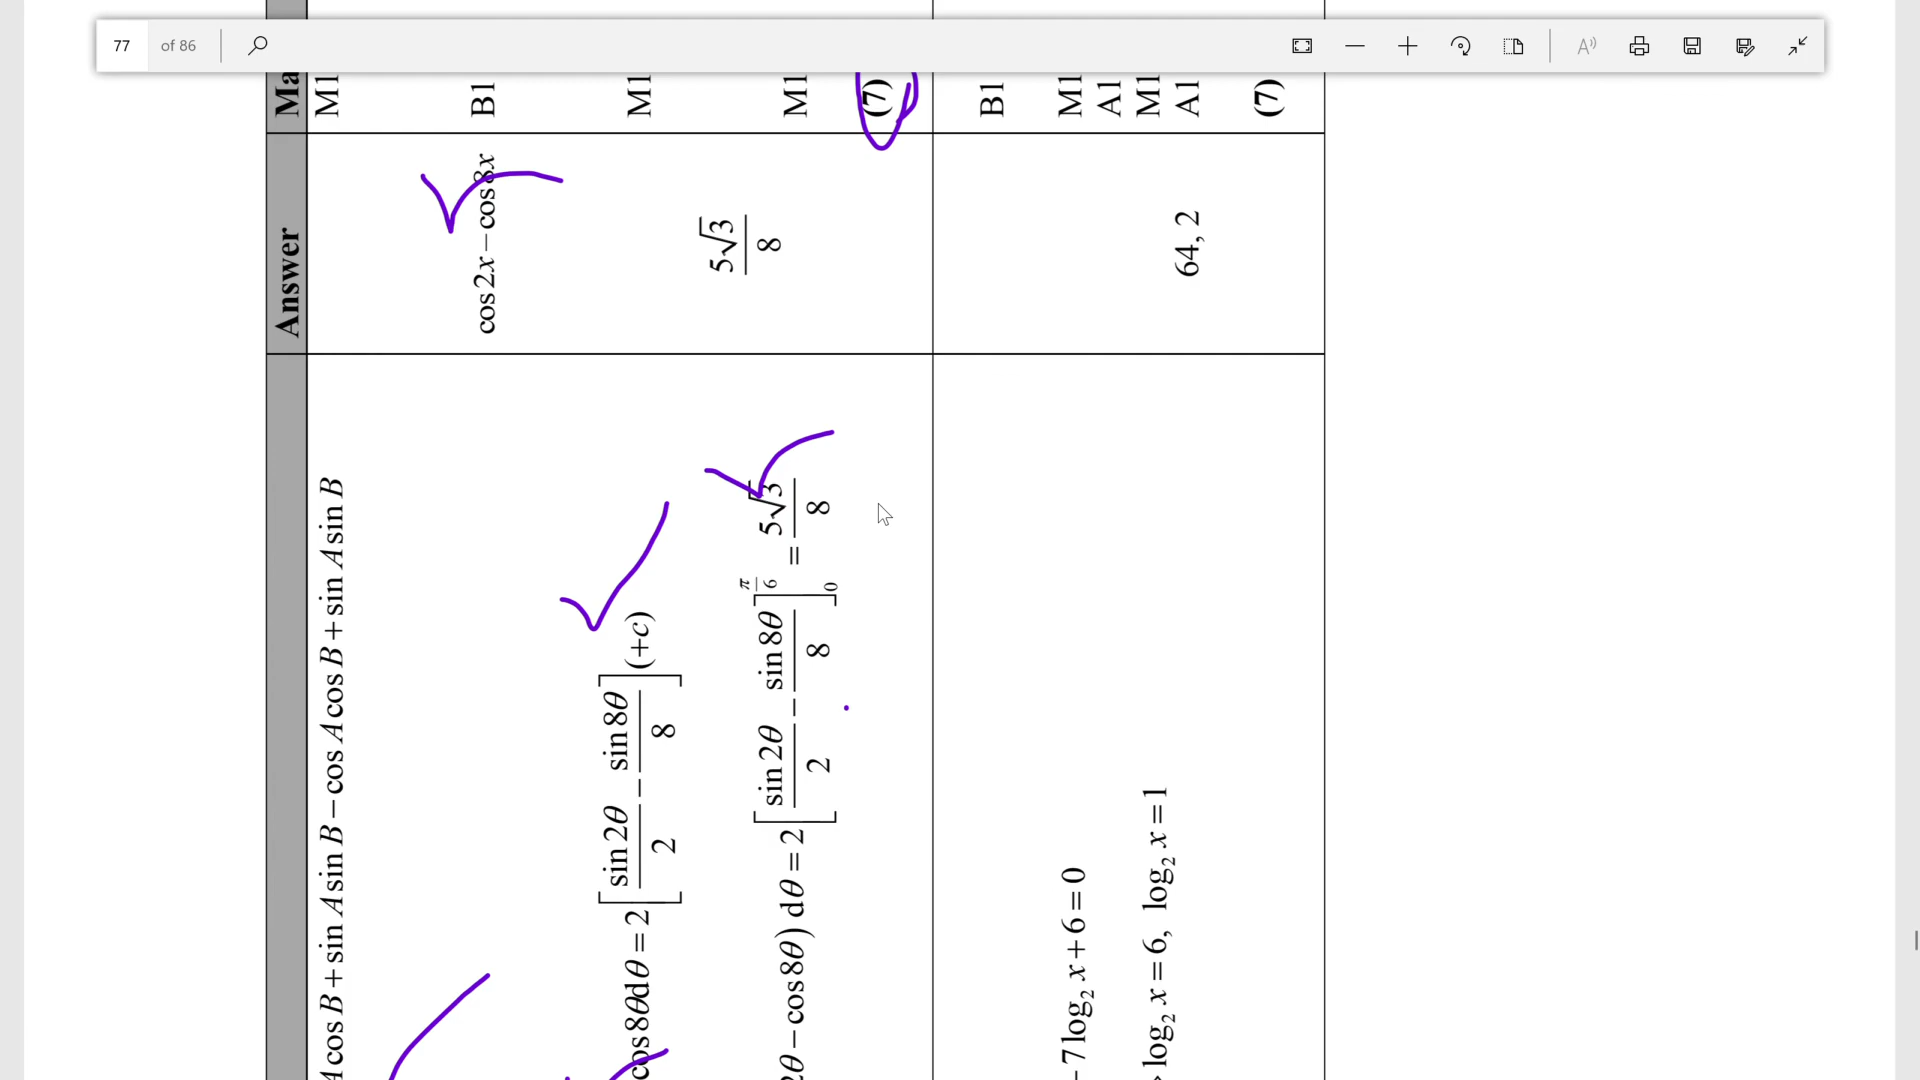 77 of 86
Answer Ma
A cos B + sin A sin B − cos A cos B + sin A sin B M1
cos 2x − cos 8x B1
cos 8θdθ = 2[sin 2θ/2 − sin 8θ/8](+c) M1
5√3/8
2θ − cos 8θ) dθ = 2[sin 2θ/2 − sin 8θ/8]π/6 0 = 5√3/8 M1
(7)
B1
− 7 log₂ x + 6 = 0 M1
A1
log₂ x = 6, log₂ x = 1 M1
64, 2 A1
(7)